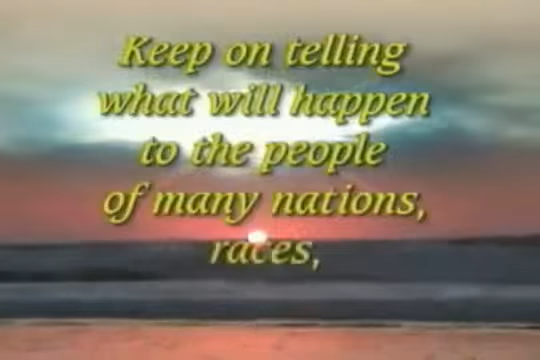 Keep on telling
what will happen
to the people
of many nations,
races,